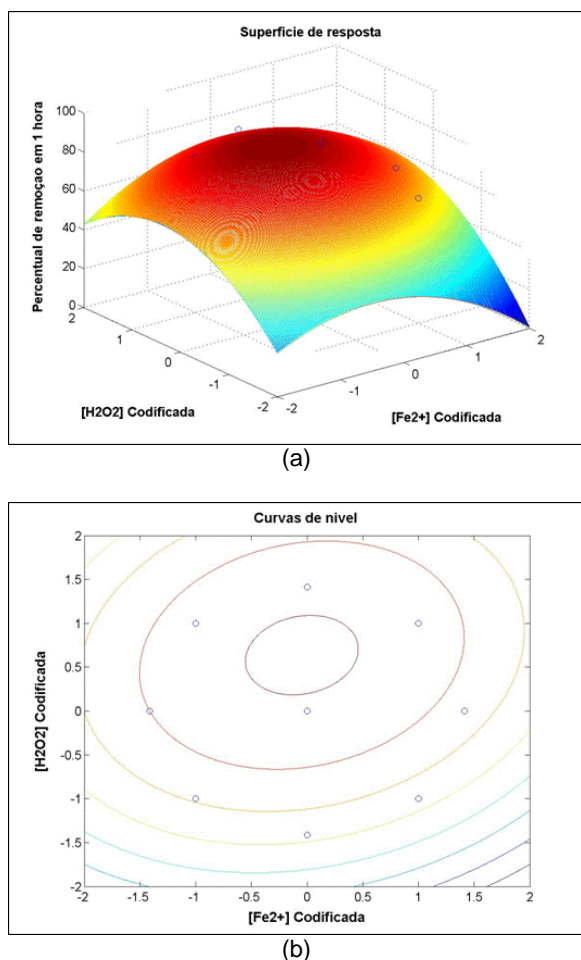 Superficie de resposta
Percentual de remoçao em 1 hora
100
80
60
40
20
0
2
1
0
-1
-2
-2
-1
0
1
2
[H2O2] Codificada
[Fe2+] Codificada
(a)
Curvas de nivel
[H2O2] Codificada
2
1.5
1
0.5
0
-0.5
-1
-1.5
-2
-2 -1.5 -1 -0.5 0 0.5 1 1.5 2
[Fe2+] Codificada
(b)